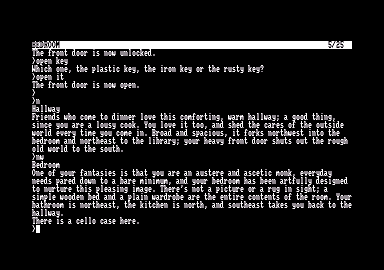 BEDROOM 5/25
The front door is now unlocked.
>open key
Which one, the plastic key, the iron key or the rusty key?
>open it
The front door is now open.
>
>n
Hallway
Friends who come to dinner love this comforting, warm hallway; a good thing,
since you are a lousy cook. You love it too, and shed the cares of the outside
world every time you come in. Broad and spacious, it forks northwest into the
bedroom and northeast to the library; your heavy front door shuts out the rough
old world to the south.
>nw
Bedroom
One of your fantasies is that you are an austere and ascetic monk, everyday
needs pared down to a bare minimum, and your bedroom has been artfully designed
to nurture this pleasing image. There's not a picture or a rug in sight; a
simple wooden bed and a plain wardrobe are the entire contents of the room. Your
bathroom is northeast, the kitchen is north, and southeast takes you back to the
hallway.
There is a cello case here.
>